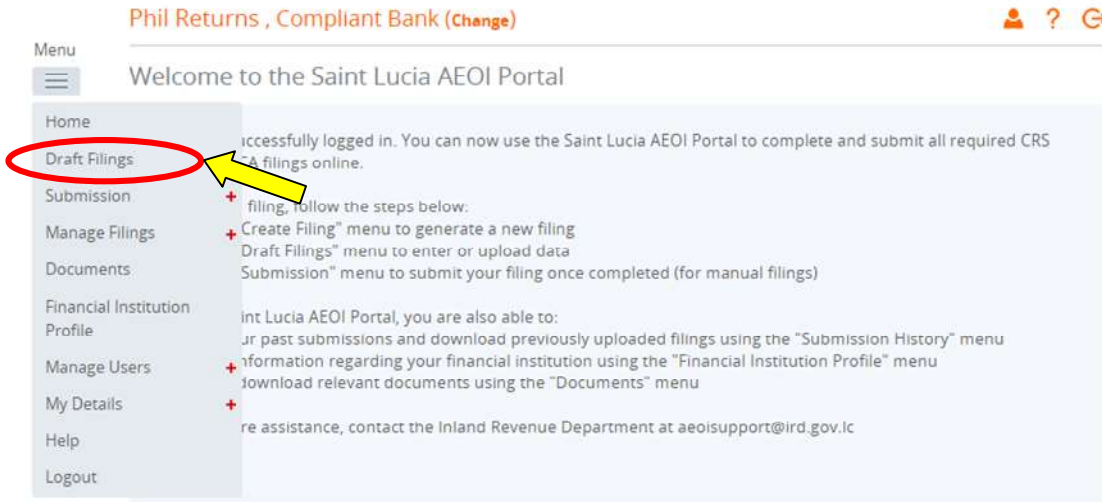 Phil Returns , Compliant Bank (Change)
?
Menu
Welcome to the Saint Lucia AEOI Portal
Home
Draft Filings
Submission +
Manage Filings +
Documents
Financial Institution
Profile
Manage Users +
My Details +
Help
Logout
successfully logged in. You can now use the Saint Lucia AEOI Portal to complete and submit all required CRS
filings online.
filing, follow the steps below:
Create Filing" menu to generate a new filing
Draft Filings" menu to enter or upload data
Submission" menu to submit your filing once completed (for manual filings)
Lucia AEOI Portal, you are also able to:
past submissions and download previously uploaded filings using the "Submission History" menu
information regarding your financial institution using the "Financial Institution Profile" menu
download relevant documents using the "Documents" menu
assistance, contact the Inland Revenue Department at aeoisupport@ird.gov.lc